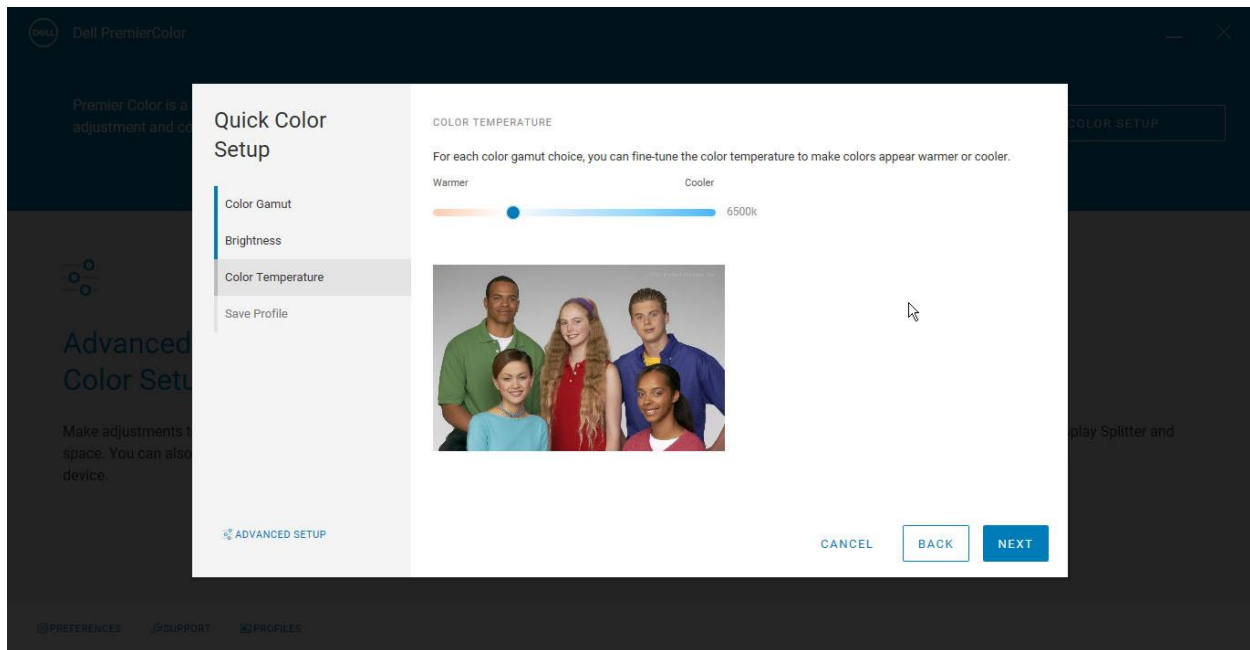 DELL
Dell PremierColor
Premier Color is a
adjustment and co
COLOR SETUP
Quick Color
Setup
Color Gamut
Brightness
Color Temperature
Save Profile
ADVANCED SETUP
COLOR TEMPERATURE
For each color gamut choice, you can fine-tune the color temperature to make colors appear warmer or cooler.
Warmer Cooler
6500k
CANCEL BACK NEXT
Advanced
Color Setu
Make adjustments t
space. You can also
device.
play Splitter and
PREFERENCES SUPPORT PROFILES